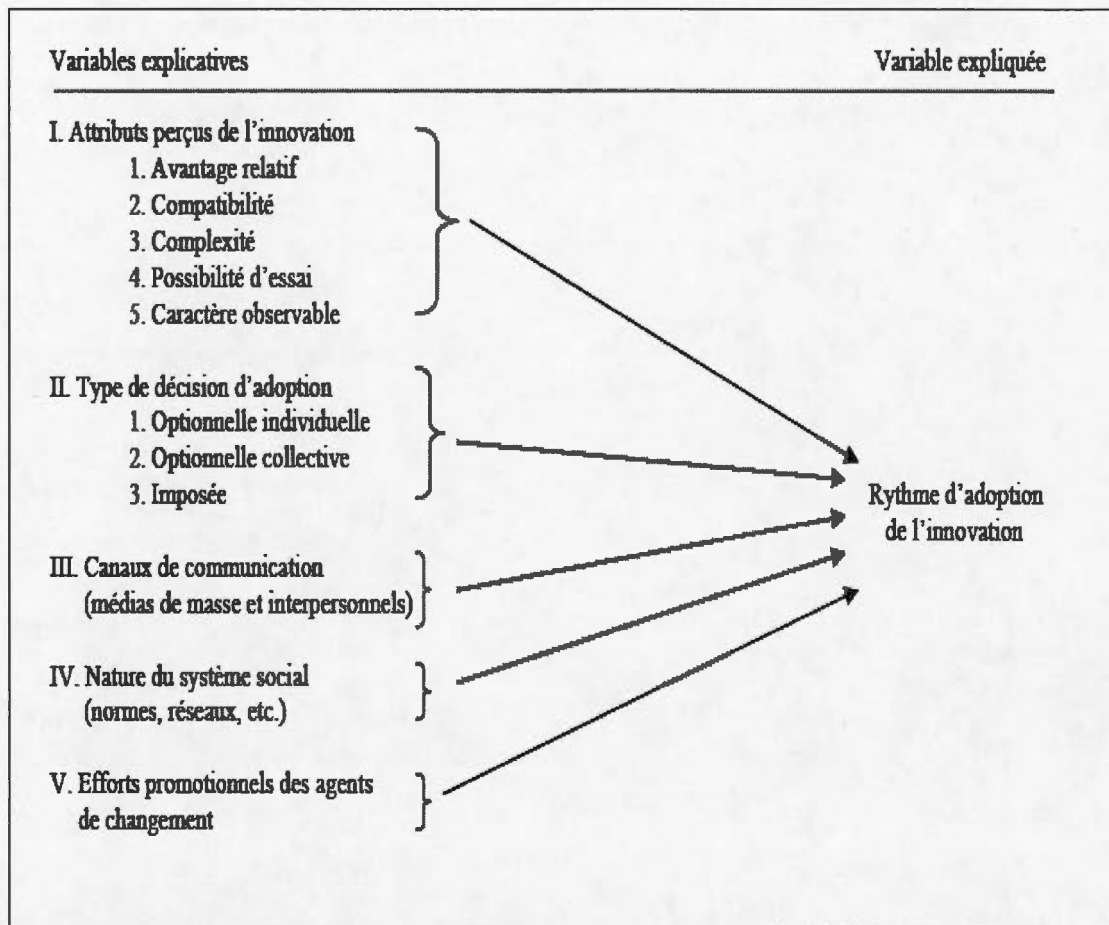 Variables explicatives
Variable expliquée
I. Attributs perçus de l'innovation
1. Avantage relatif
2. Compatibilité
3. Complexité
4. Possibilité d'essai
5. Caractère observable
II. Type de décision d'adoption
1. Optionnelle individuelle
2. Optionnelle collective
3. Imposée
III. Canaux de communication
(médias de masse et interpersonnels)
IV. Nature du système social
(normes, réseaux, etc.)
V. Efforts promotionnels des agents
de changement
Rythme d'adoption
de l'innovation